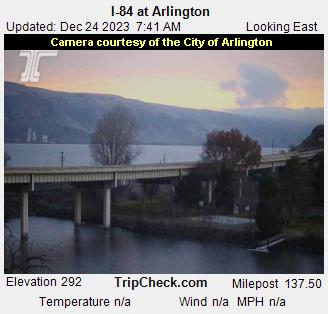 I-84 at Arlington
Updated: Dec 24 2023 7:41 AM Looking East
Camera courtesy of the City of Arlington
Elevation 292 TripCheck.com Milepost 137.50
Temperature n/a Wind n/a MPH n/a